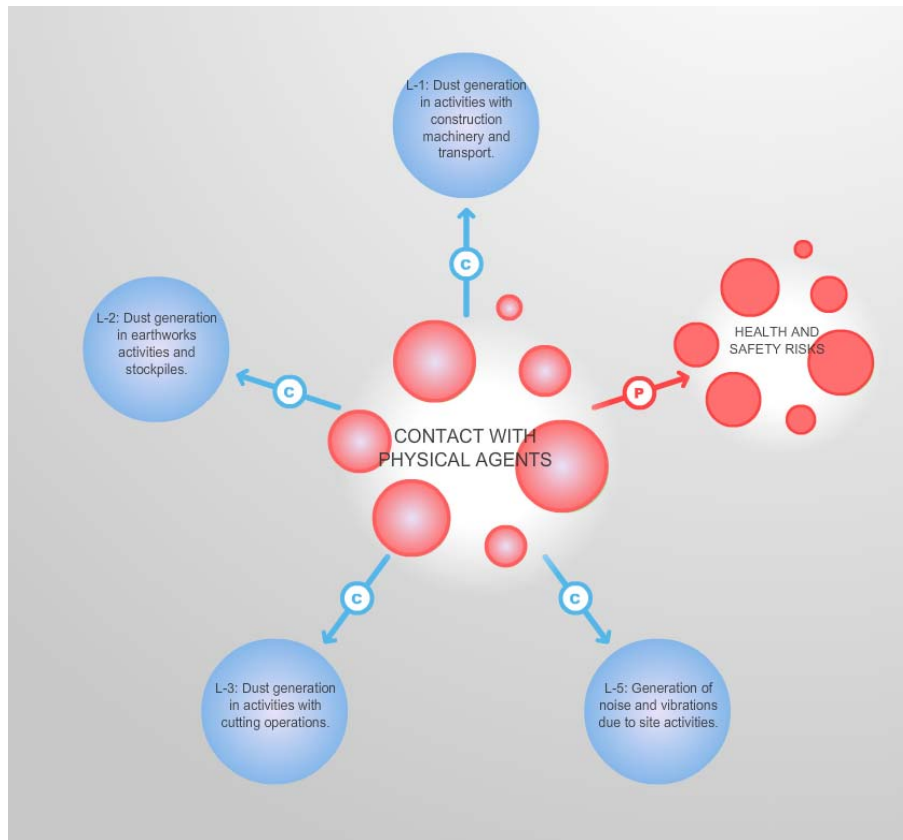 L-1: Dust generation
in activities with
construction
machinery and
transport.
C
L-2: Dust generation
in earthworks
activities and
stockpiles.
C
HEALTH AND
SAFETY RISKS
P
CONTACT WITH
PHYSICAL AGENTS
C
C
L-3: Dust generation
in activities with
cutting operations.
L-5: Generation of
noise and vibrations
due to site activities.